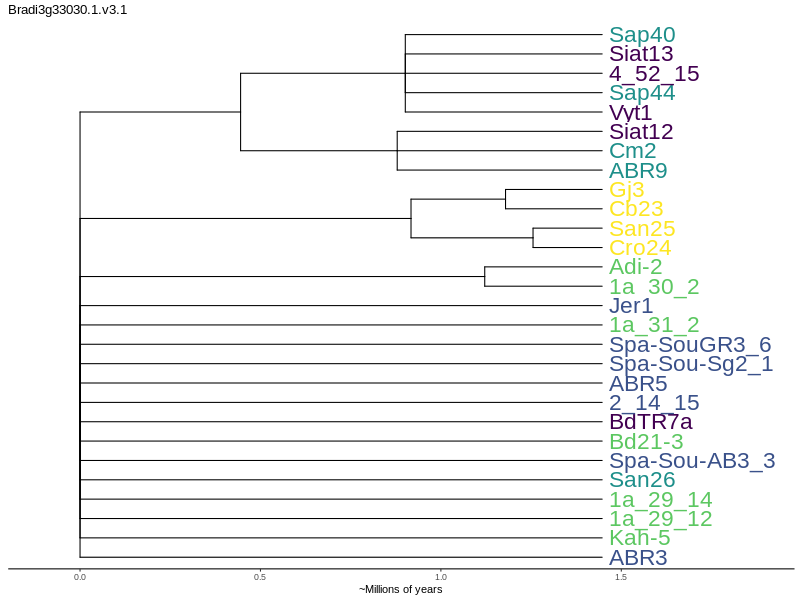 Bradi3g33030.1.v3.1
Sap40
Siat13
4_52_15
Sap44
Vyt1
Siat12
Cm2
ABR9
Gj3
Cb23
San25
Cro24
Adi-2
1a_30_2
Jer1
1a_31_2
Spa-SouGR3_6
Spa-Sou-Sg2_1
ABR5
2_14_15
BdTR7a
Bd21-3
Spa-Sou-AB3_3
San26
1a_29_14
1a_29_12
Kah-5
ABR3
0.0 0.5 1.0 1.5
~Millions of years